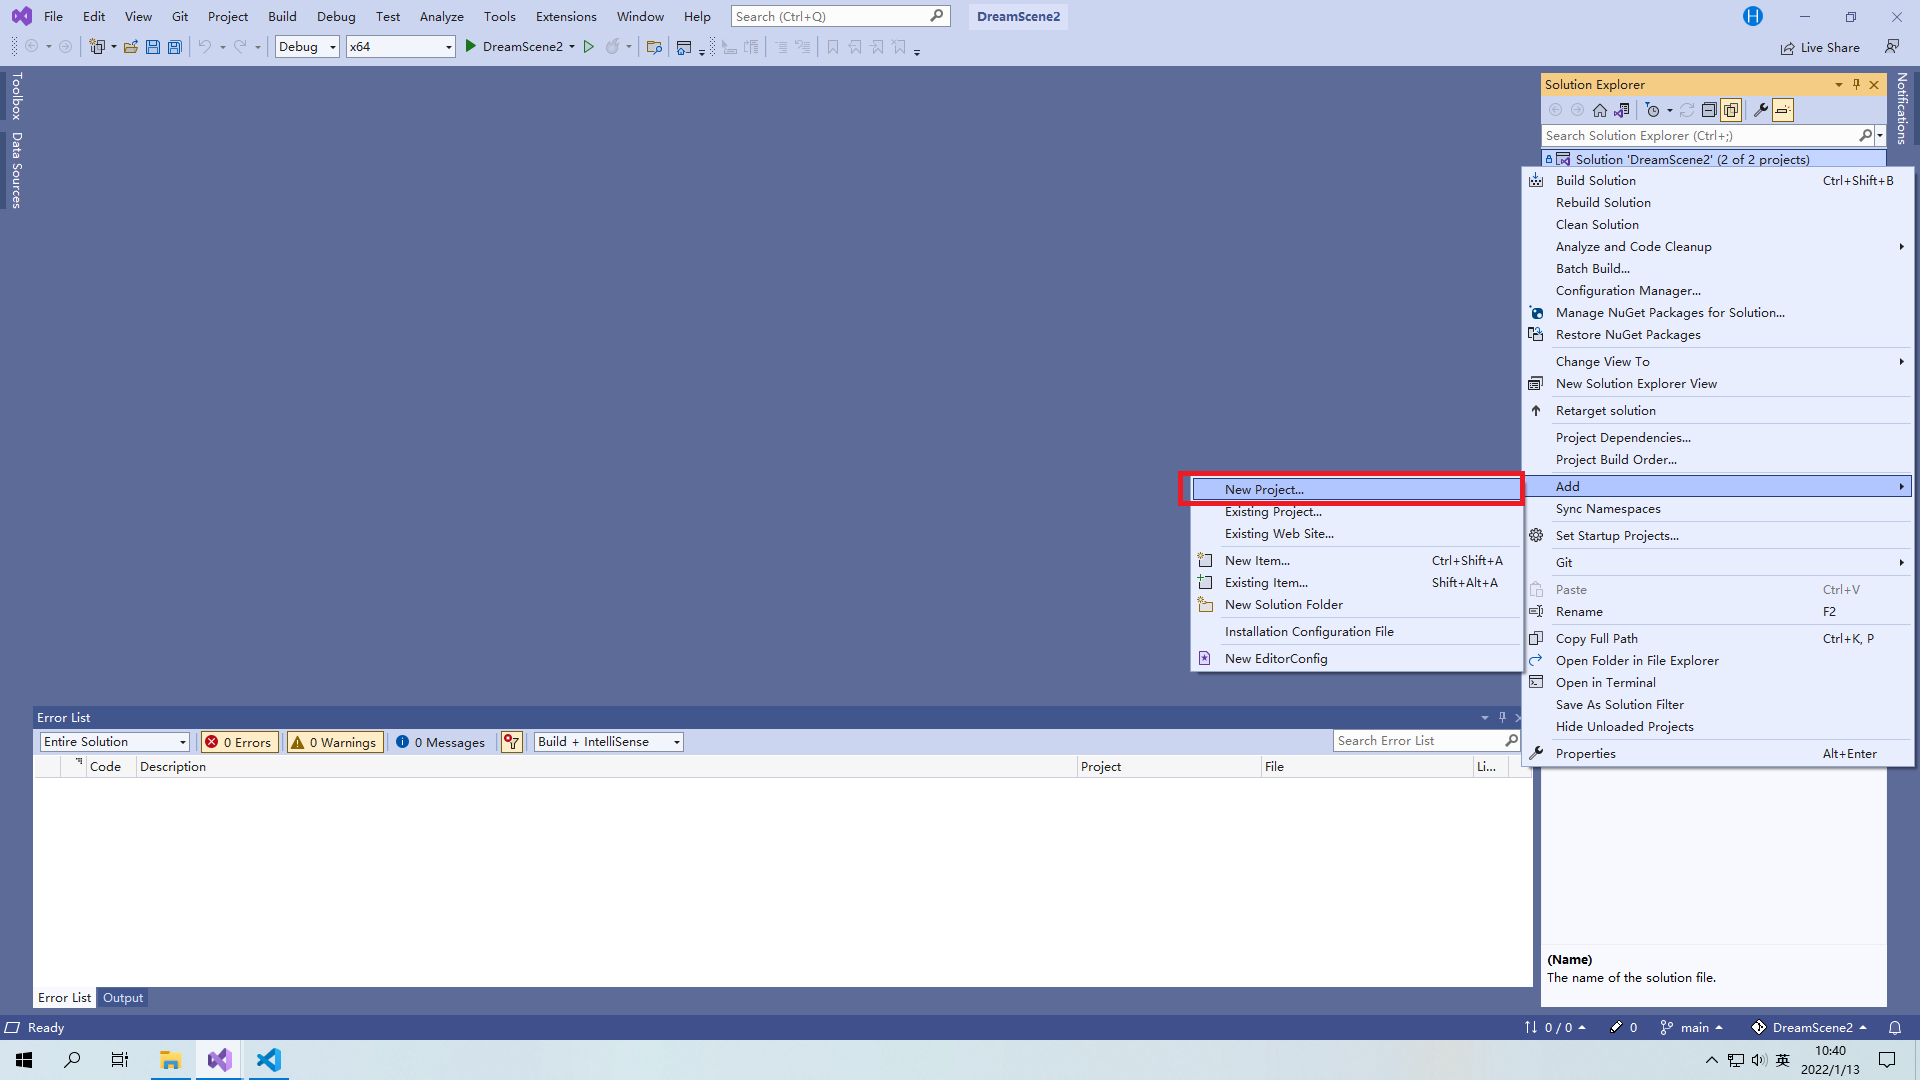 File Edit View Git Project Build Debug Test Analyze Tools Extensions Window Help Search (Ctrl+Q) DreamScene2 H
Debug x64 DreamScene2 Live Share
Toolbox
Data Sources
Notifications
Solution Explorer
Search Solution Explorer (Ctrl+;)
Solution 'DreamScene2' (2 of 2 projects)
Build Solution Ctrl+Shift+B
Rebuild Solution
Clean Solution
Analyze and Code Cleanup
Batch Build...
Configuration Manager...
Manage NuGet Packages for Solution...
Restore NuGet Packages
Change View To
New Solution Explorer View
Retarget solution
Project Dependencies...
Project Build Order...
Add
Sync Namespaces
Set Startup Projects...
Git
Paste Ctrl+V
Rename F2
Copy Full Path Ctrl+K, P
Open Folder in File Explorer
Open in Terminal
Save As Solution Filter
Hide Unloaded Projects
Properties Alt+Enter
New Project...
Existing Project...
Existing Web Site...
New Item... Ctrl+Shift+A
Existing Item... Shift+Alt+A
New Solution Folder
Installation Configuration File
New EditorConfig
Error List
Entire Solution 0 Errors 0 Warnings 0 Messages Build + IntelliSense Search Error List
Code Description Project File Li...
(Name)
The name of the solution file.
Error List Output
Ready 0 / 0 0 main DreamScene2
英 10:40
2022/1/13